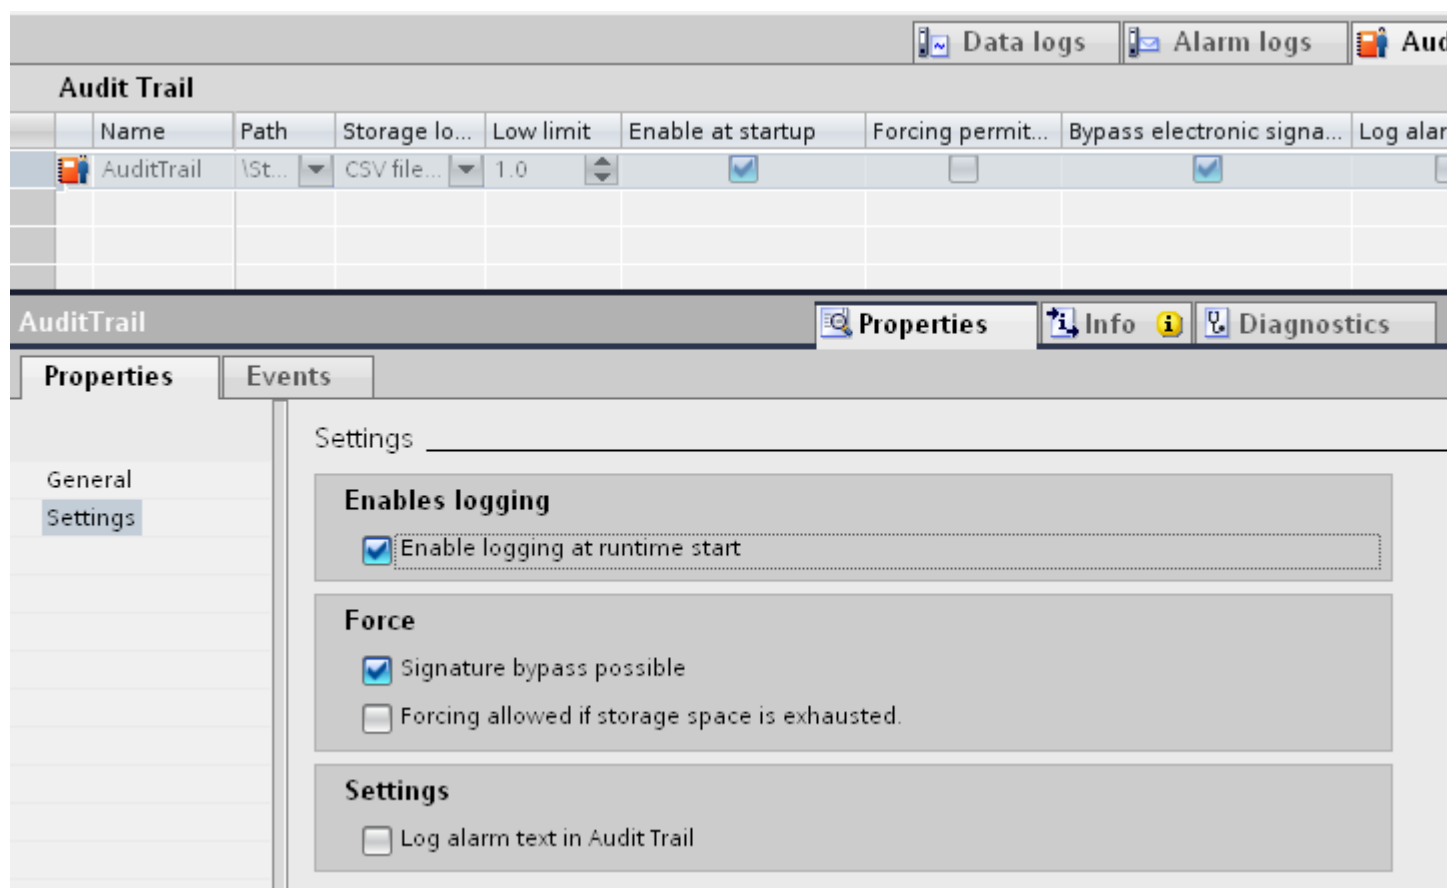 Data logs Alarm logs Aud
Audit Trail
Name Path Storage lo... Low limit Enable at startup Forcing permit... Bypass electronic signa... Log alar
AuditTrail \St... CSV file... 1.0
AuditTrail Properties Info Diagnostics
Properties Events
Settings
General
Settings
Enables logging
Enable logging at runtime start
Force
Signature bypass possible
Forcing allowed if storage space is exhausted.
Settings
Log alarm text in Audit Trail